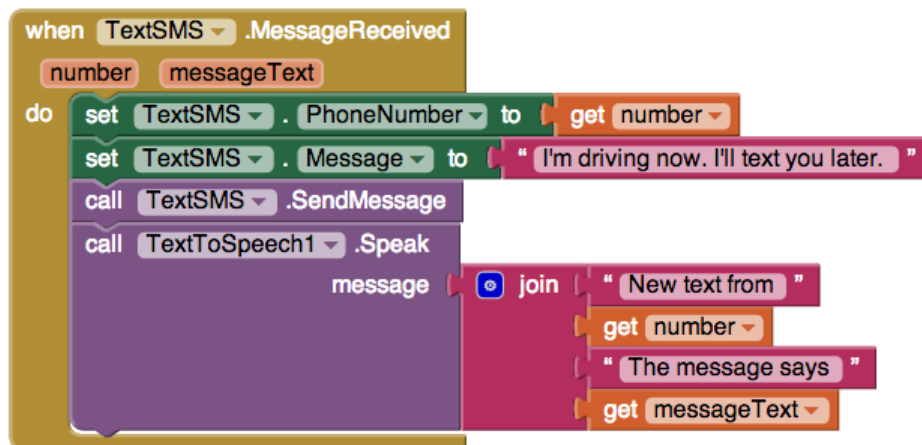 when TextSMS .MessageReceived
number messageText
do set TextSMS . PhoneNumber to get number
set TextSMS . Message to " I'm driving now. I'll text you later. "
call TextSMS .SendMessage
call TextToSpeech1 .Speak
message join " New text from "
get number
" The message says "
get messageText